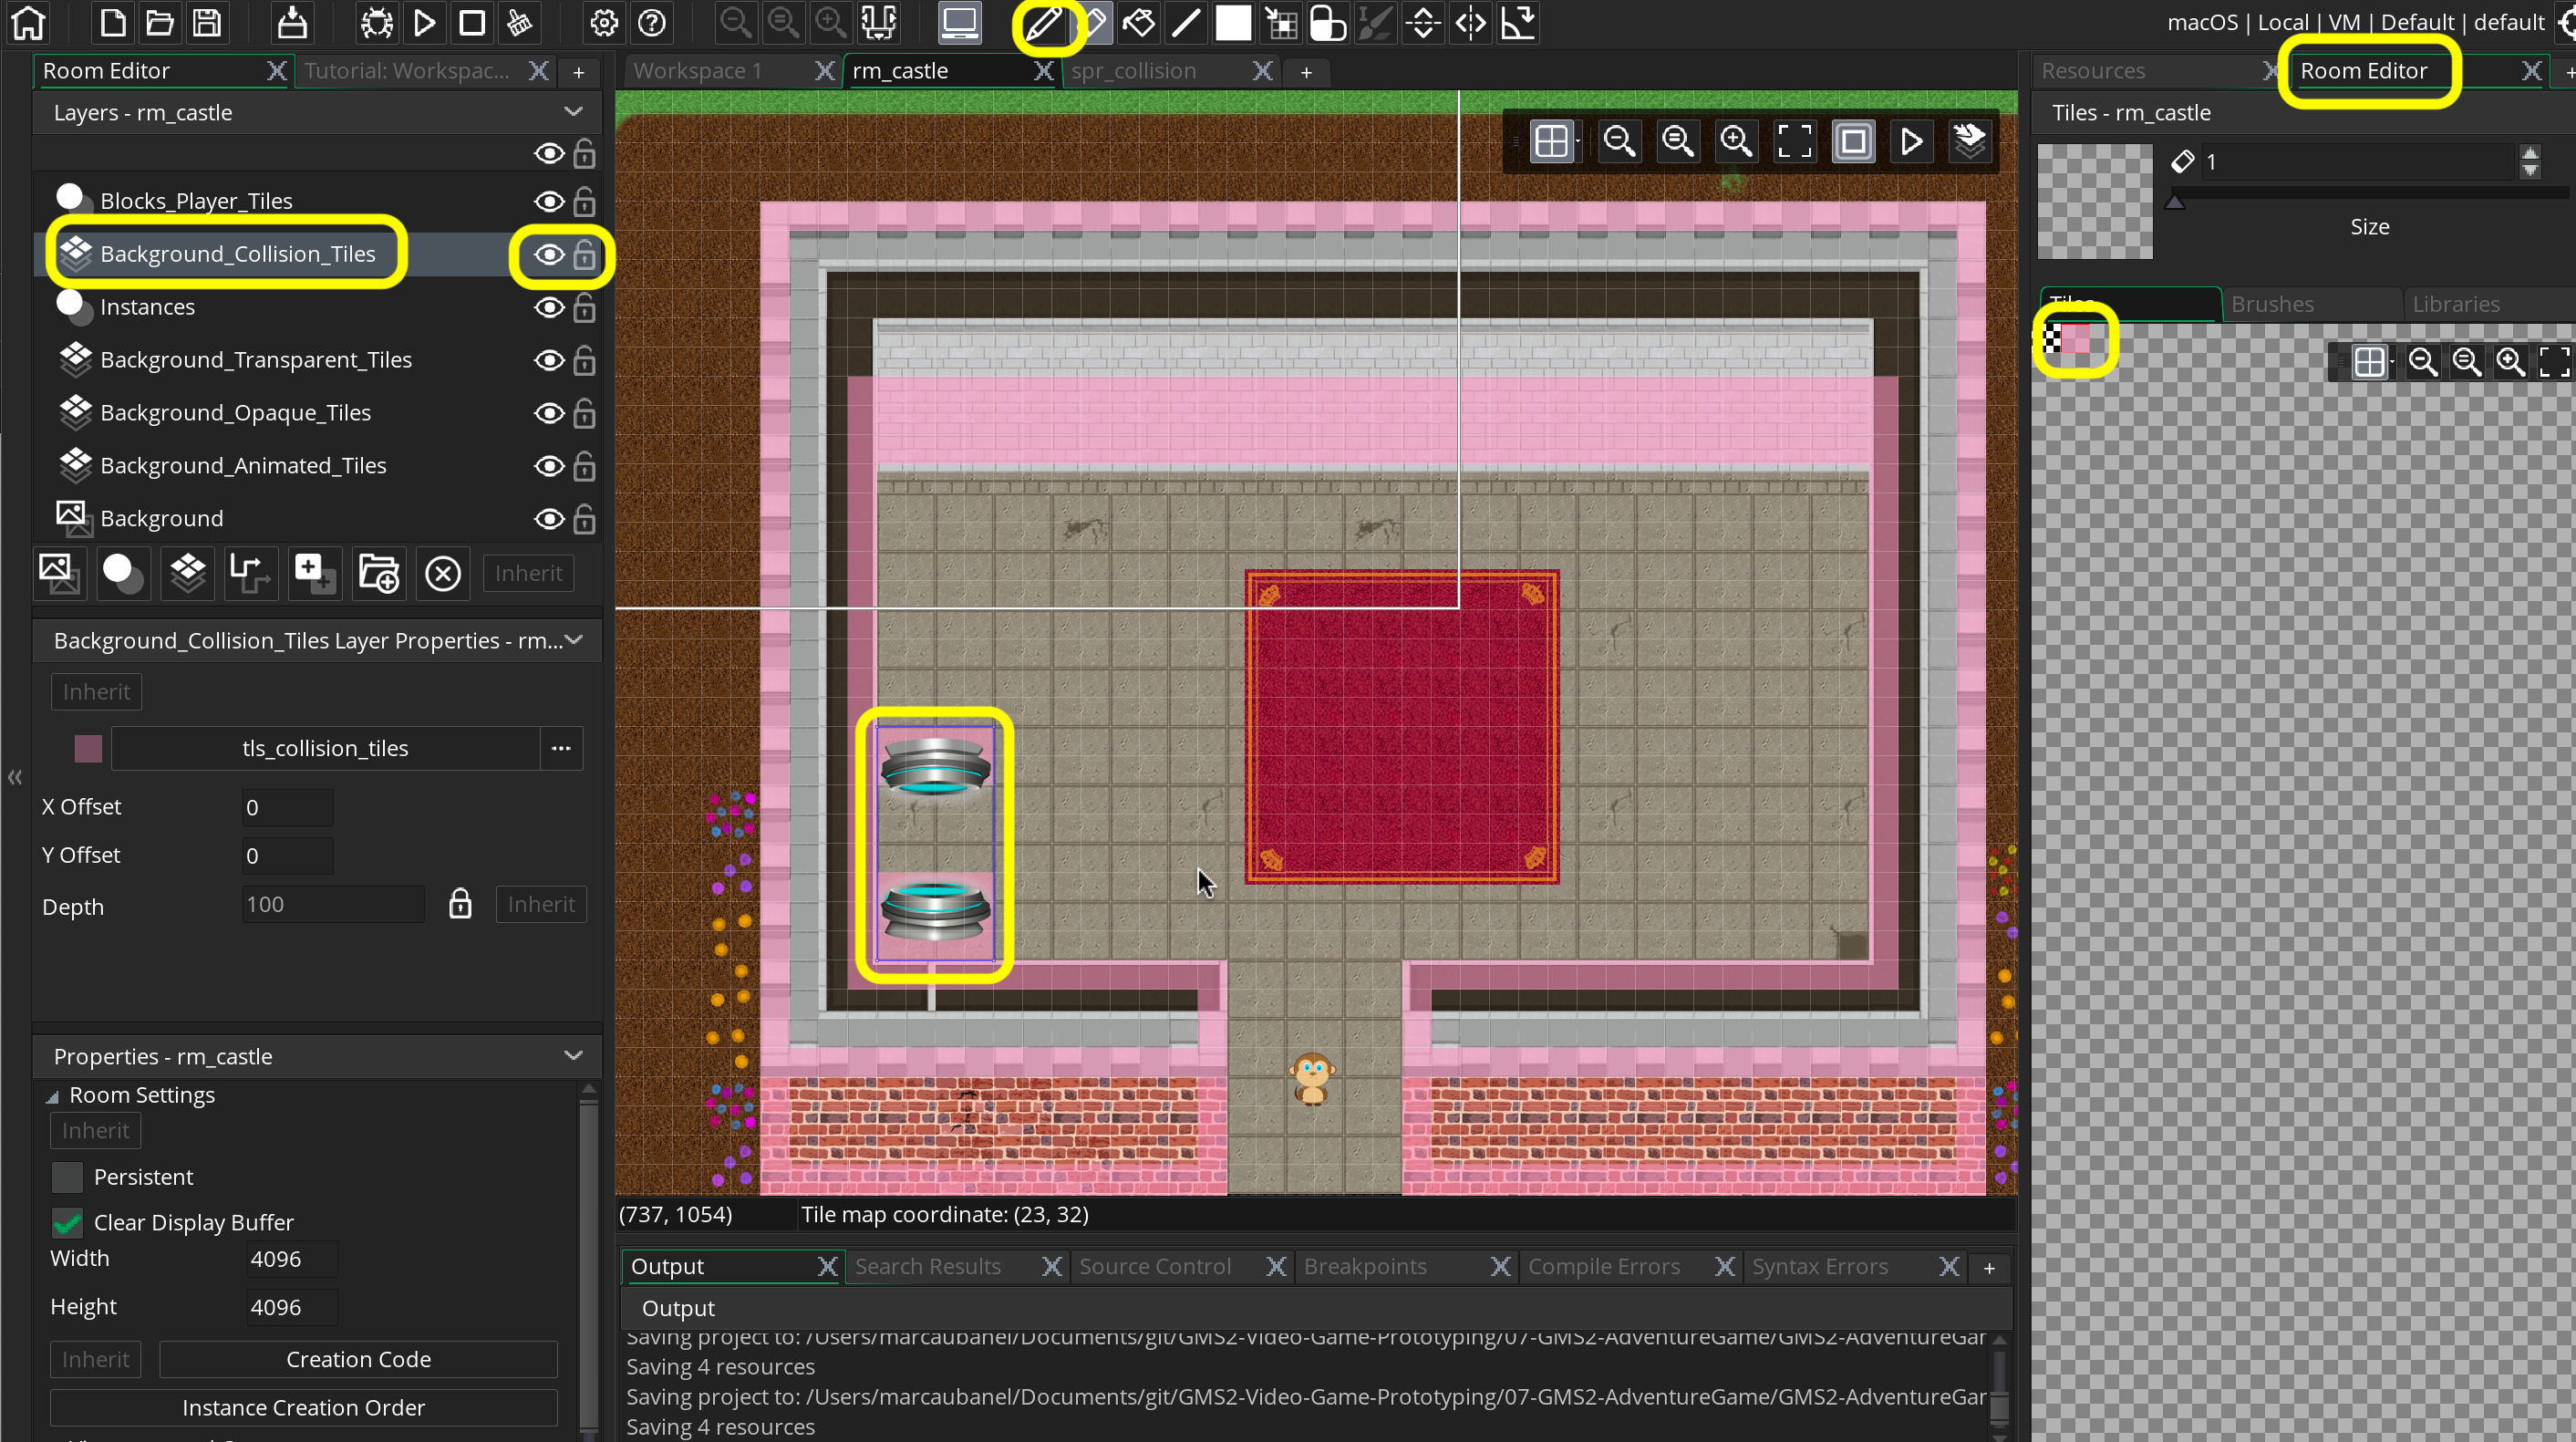 macOS | Local | VM | Default | default
Room Editor
Tutorial: Workspac...
Workspace 1
rm_castle
spr_collision
Resources
Room Editor
Layers - rm_castle
Blocks_Player_Tiles
Background_Collision_Tiles
Instances
Background_Transparent_Tiles
Background_Opaque_Tiles
Background_Animated_Tiles
Background
Inherit
Background_Collision_Tiles Layer Properties - rm...
Inherit
tls_collision_tiles
...
X Offset 0
Y Offset 0
Depth 100 Inherit
Properties - rm_castle
Room Settings
Inherit
Persistent
Clear Display Buffer
Width 4096
Height 4096
Inherit Creation Code
Instance Creation Order
(737, 1054) Tile map coordinate: (23, 32)
Output
Search Results
Source Control
Breakpoints
Compile Errors
Syntax Errors
Output
Saving project to: /Users/marcaubanel/Documents/git/GMS2-Video-Game-Prototyping/07-GMS2-AdventureGame/GMS2-AdventureGar
Saving 4 resources
Saving project to: /Users/marcaubanel/Documents/git/GMS2-Video-Game-Prototyping/07-GMS2-AdventureGame/GMS2-AdventureGar
Saving 4 resources
Tiles - rm_castle
1
Size
Tiles
Brushes
Libraries